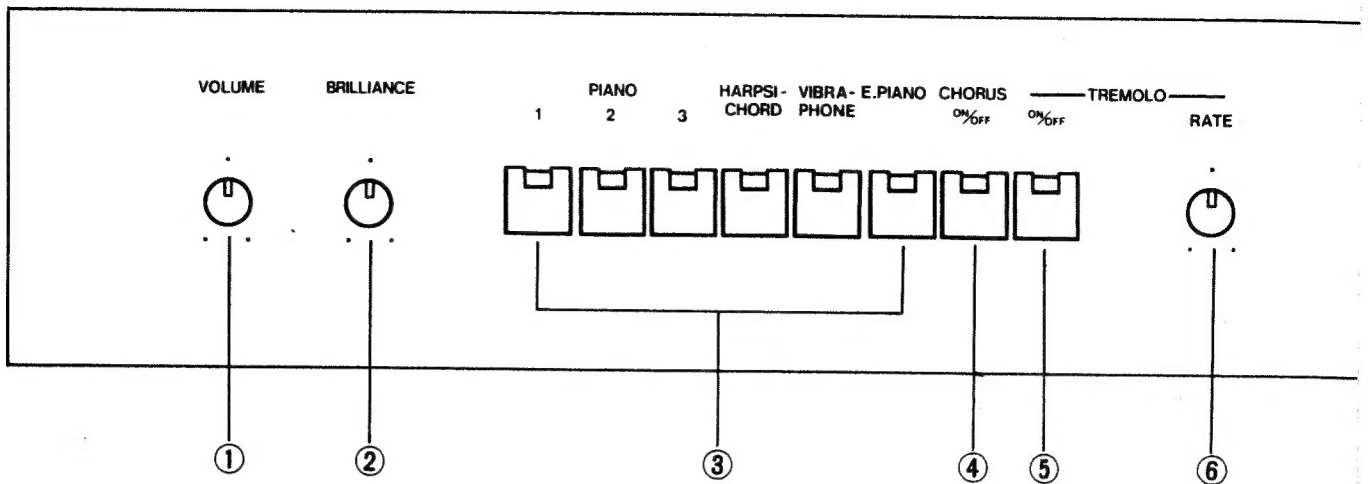 VOLUME
BRILLIANCE
PIANO
1 2 3
HARPSI-
CHORD
VIBRA-
PHONE
E.PIANO
CHORUS
ON/OFF
TREMOLO
ON/OFF
RATE
① ② ③ ④ ⑤ ⑥